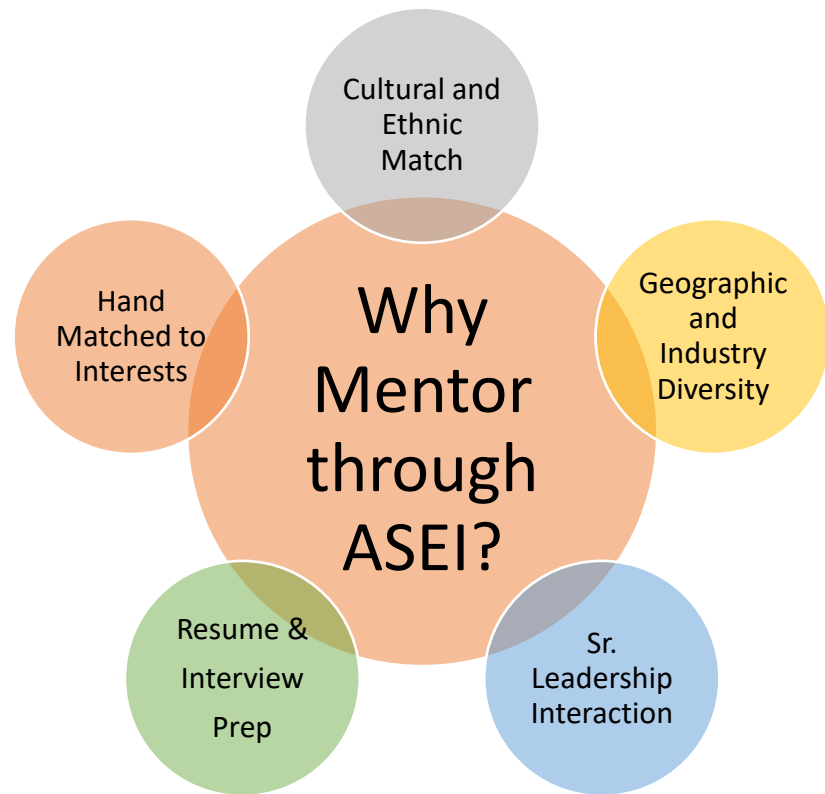 Cultural and
Ethnic
Match
Hand
Matched to
Interests
Why
Mentor
through
ASEI?
Geographic
and
Industry
Diversity
Resume &
Interview
Prep
Sr.
Leadership
Interaction